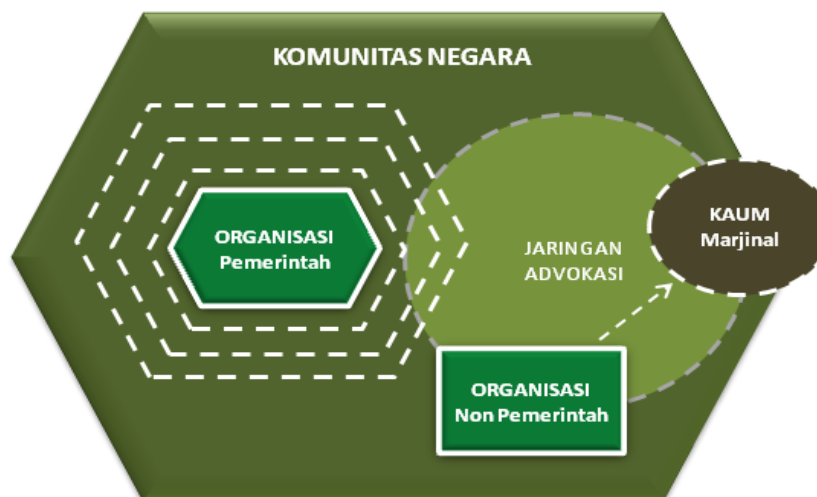 KOMUNITAS NEGARA
ORGANISASI
Pemerintah
JARINGAN
ADVOKASI
KAUM
Marjinal
ORGANISASI
Non Pemerintah